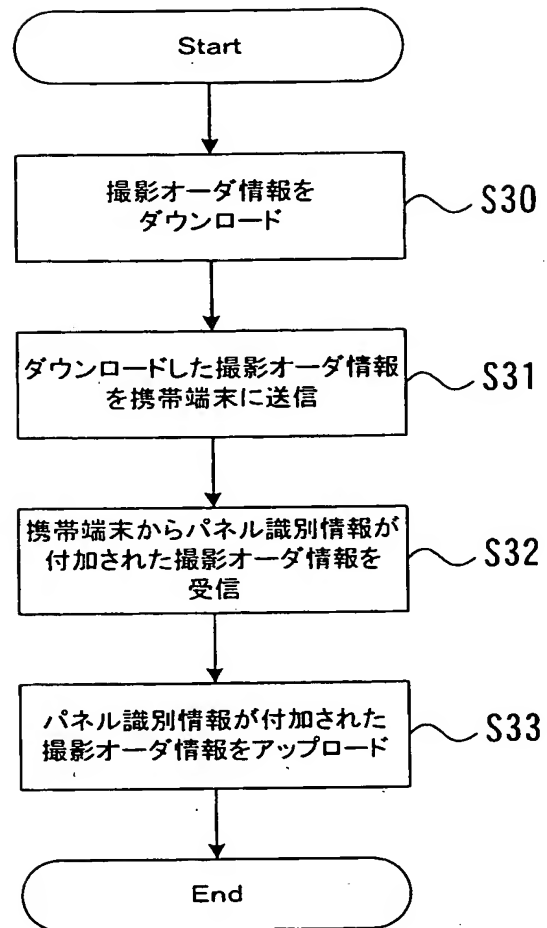 Start
撮影オーダ情報を
ダウンロード
S30
ダウンロードした撮影オーダ情報
を携帯端末に送信
S31
携帯端末からパネル識別情報が
付加された撮影オーダ情報を
受信
S32
パネル識別情報が付加された
撮影オーダ情報をアップロード
S33
End